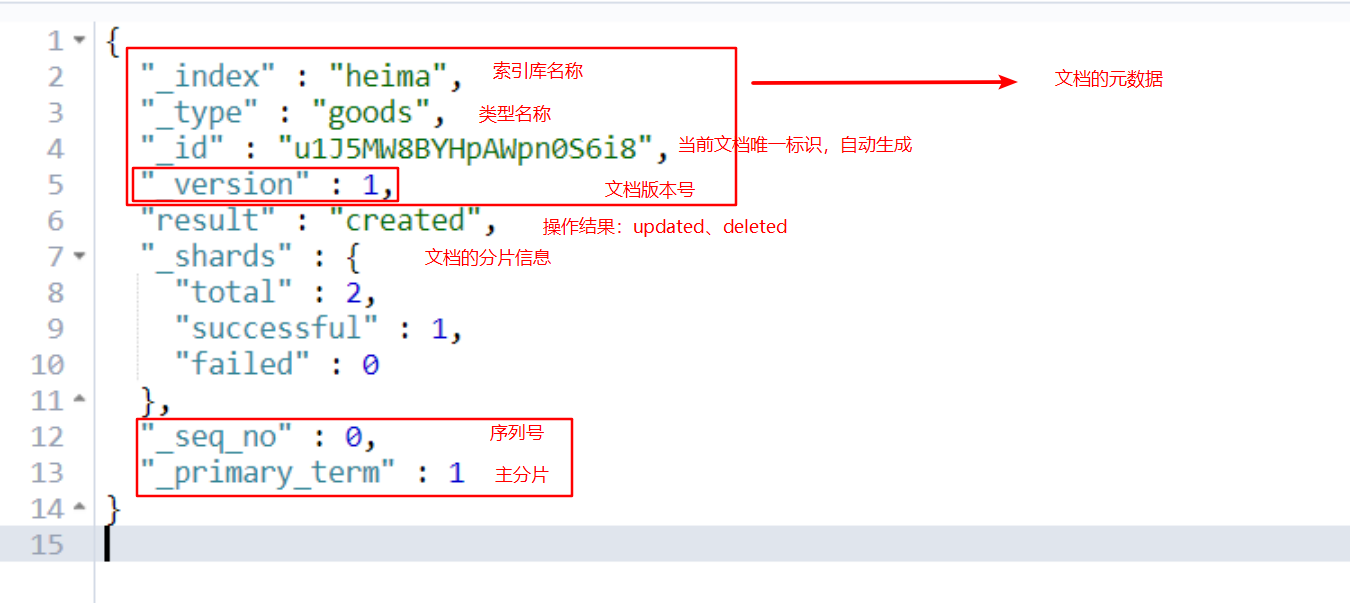 1 {
2 "_index" : "heima", 索引库名称 文档的元数据
3 "_type" : "goods", 类型名称
4 "_id" : "u1J5MW8BYHpAWpn0S6i8", 当前文档唯一标识，自动生成
5 "_version" : 1, 文档版本号
6 "result" : "created", 操作结果：updated、deleted
7 "_shards" : { 文档的分片信息
8 "total" : 2,
9 "successful" : 1,
10 "failed" : 0
11 },
12 "_seq_no" : 0, 序列号
13 "_primary_term" : 1 主分片
14 }
15